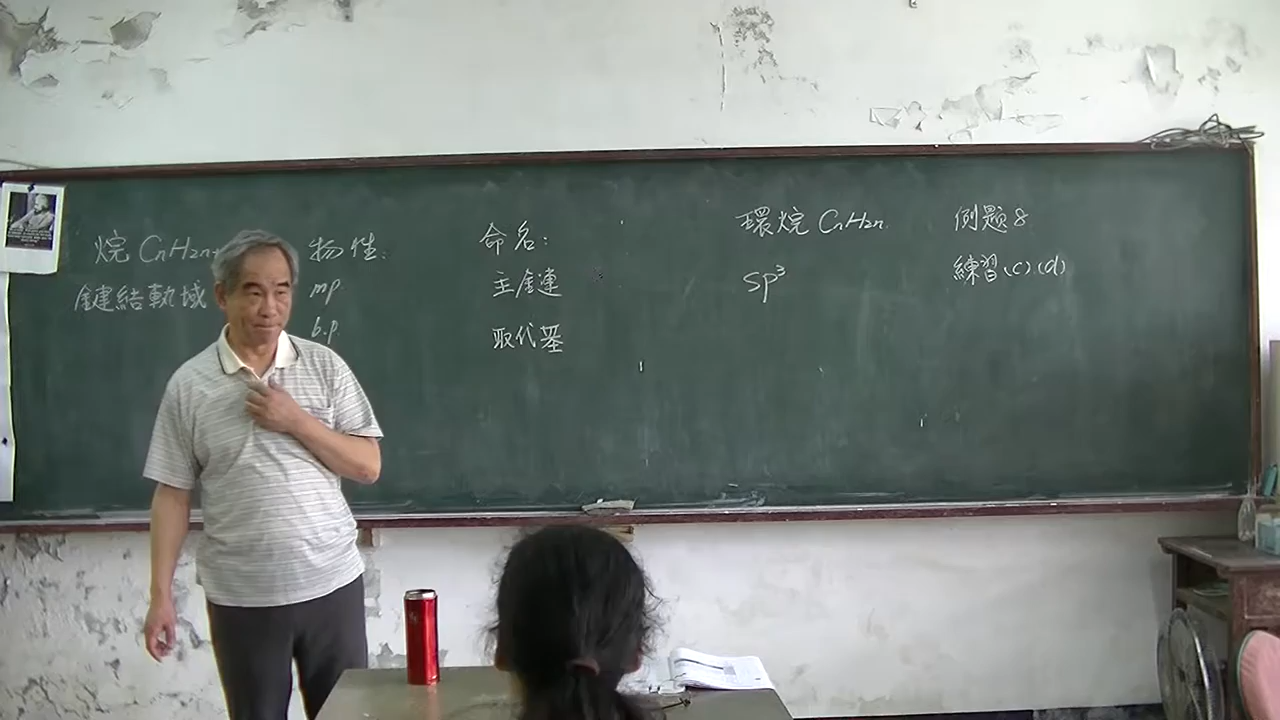 烷 CnH2n+
鍵結軌域
物性:
mp
b.p.
命名:
主鏈連
取代基
環烷 CnH2n
sp³
例題8
練習(c)(d)